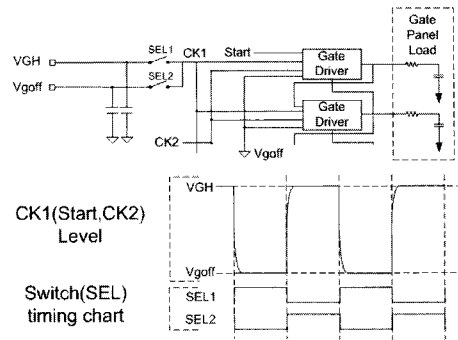 SEL1
CK1
Start
VGH
SEL2
Vgoff
Gate
Driver
Gate
Panel
Load
Gate
Driver
CK2
Vgoff
CK1(Start,CK2)
Level
VGH
Vgoff
Switch(SEL)
timing chart
SEL1
SEL2